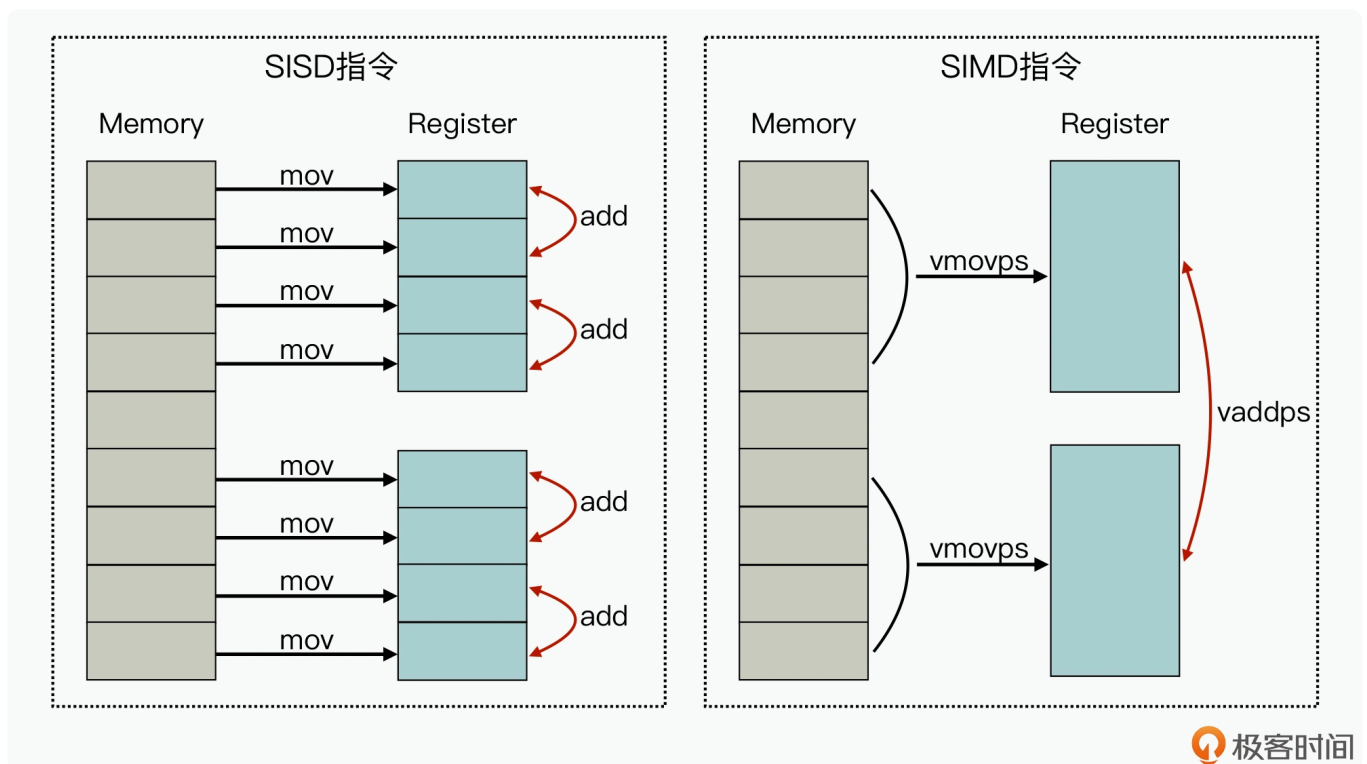 SISD指令
Memory
Register
mov
mov
mov
mov
add
add
mov
mov
mov
mov
add
add
SIMD指令
Memory
Register
vmovps
vmovps
vaddps
极客时间